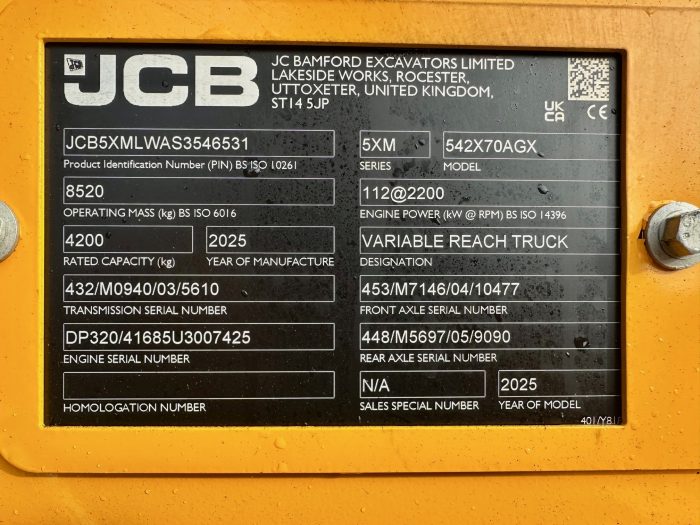 JCB
JC BAMFORD EXCAVATORS LIMITED
LAKESIDE WORKS, ROCESTER,
UTTOXETER, UNITED KINGDOM,
ST14 5JP
UK
CA
CE
JCB5XMLWAS3546531
Product Identification Number (PIN) BS ISO 10261
5XM
SERIES
542X70AGX
MODEL
8520
OPERATING MASS (kg) BS ISO 6016
112@2200
ENGINE POWER (kW @ RPM) BS ISO 14396
4200
RATED CAPACITY (kg)
2025
YEAR OF MANUFACTURE
VARIABLE REACH TRUCK
DESIGNATION
432/M0940/03/5610
TRANSMISSION SERIAL NUMBER
453/M7146/04/10477
FRONT AXLE SERIAL NUMBER
DP320/41685U3007425
ENGINE SERIAL NUMBER
448/M5697/05/9090
REAR AXLE SERIAL NUMBER
HOMOLOGATION NUMBER
N/A
SALES SPECIAL NUMBER
2025
YEAR OF MODEL